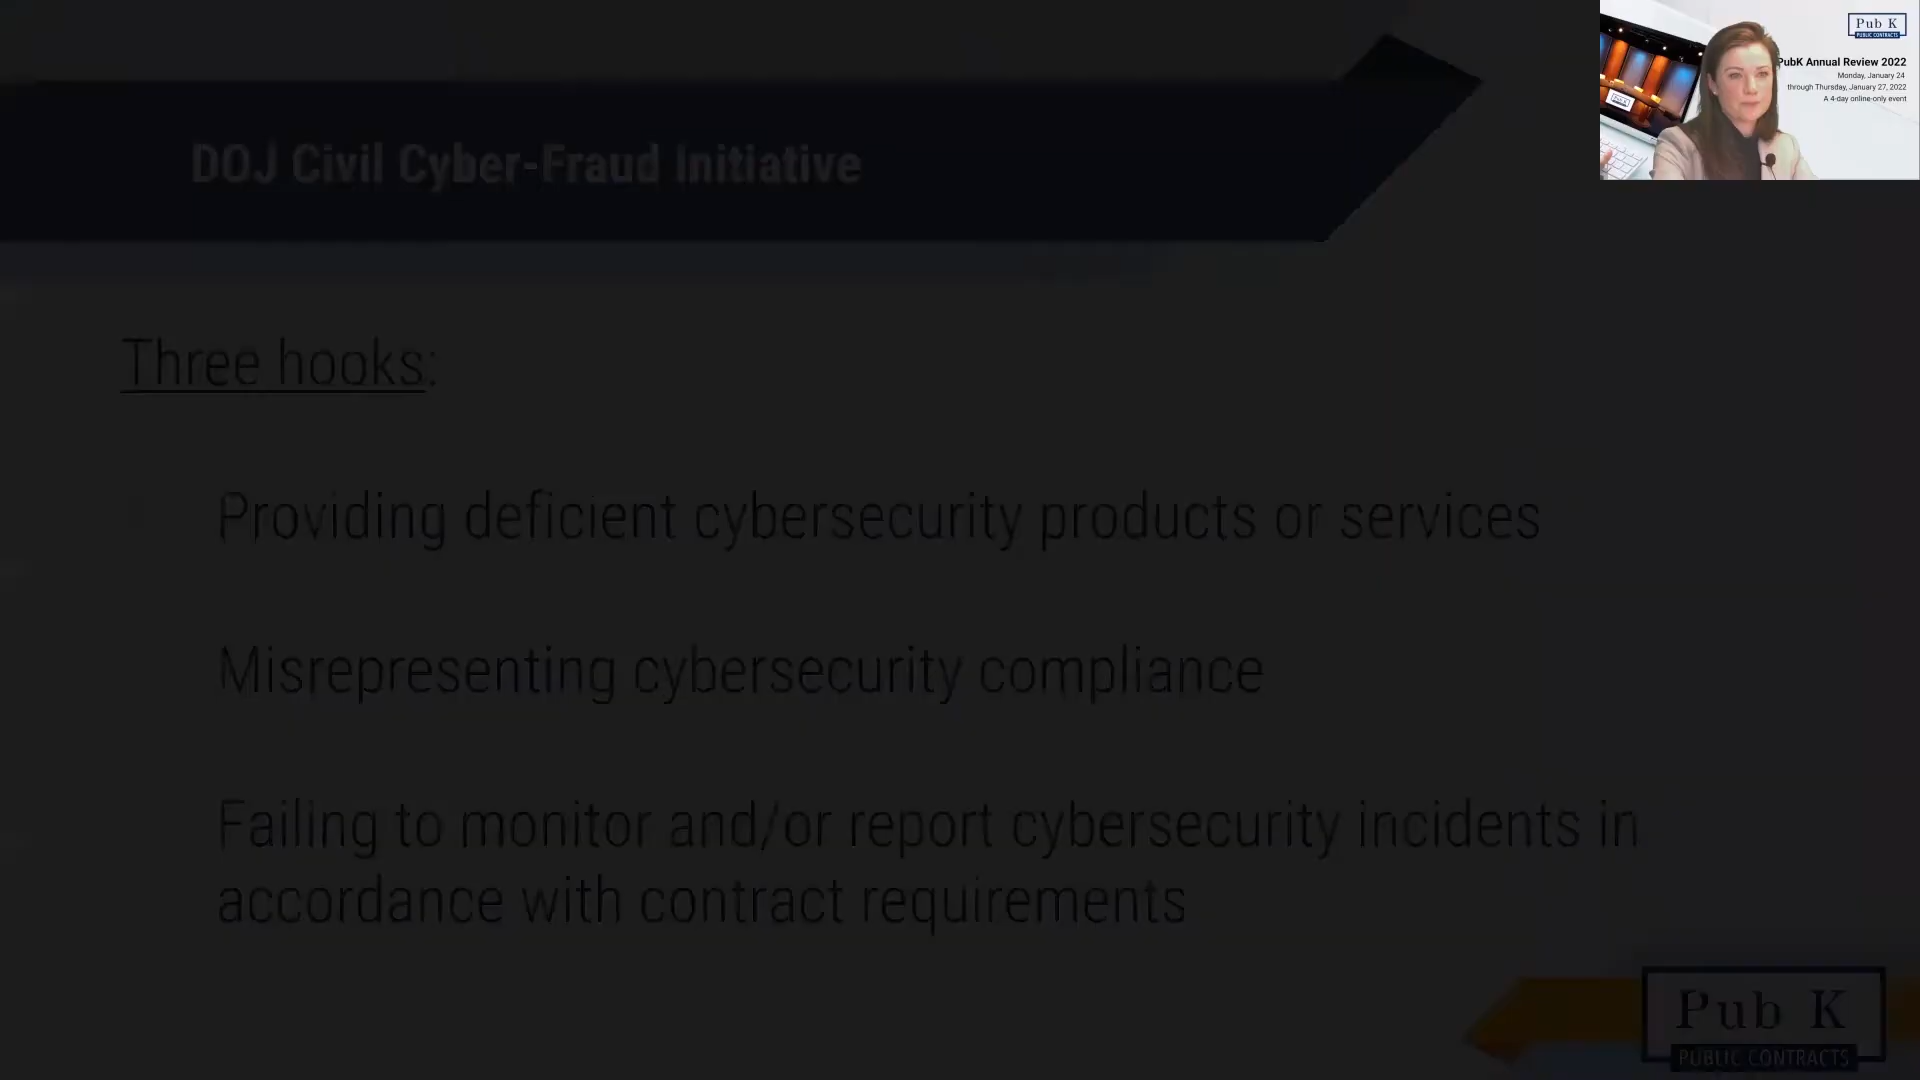 DOJ Civil Cyber-Fraud Initiative
Three hooks:
Providing deficient cybersecurity products or services
Misrepresenting cybersecurity compliance
Failing to monitor and/or report cybersecurity incidents in
accordance with contract requirements
Pub K
PUBLIC CONTRACTS
Pub K
PUBLIC CONTRACTS
PubK Annual Review 2022
Monday, January 24
through Thursday, January 27, 2022
A 4-day online-only event